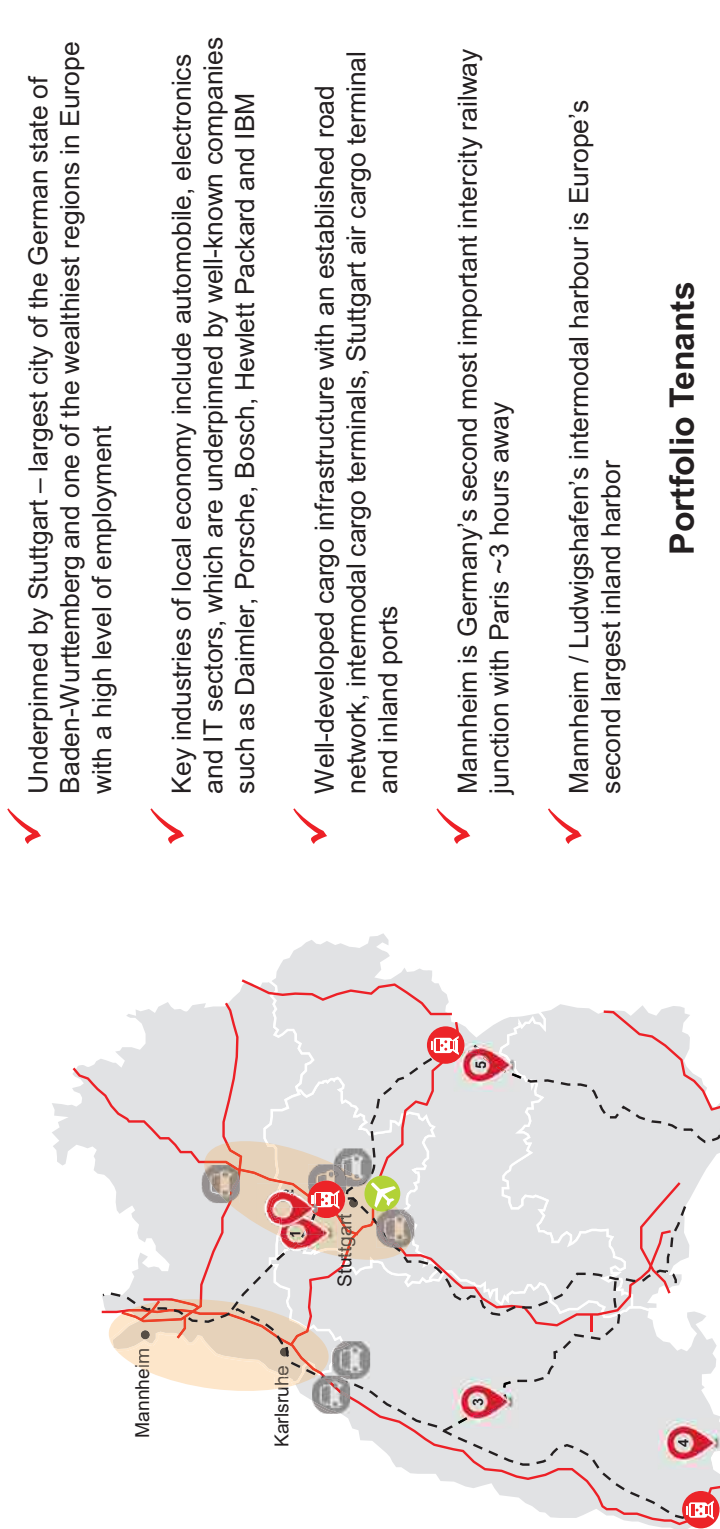 Underpinned by Stuttgart – largest city of the German state of
Baden-Wurttemberg and one of the wealthiest regions in Europe
with a high level of employment
Key industries of local economy include automobile, electronics
and IT sectors, which are underpinned by well-known companies
such as Daimler, Porsche, Bosch, Hewlett Packard and IBM
Well-developed cargo infrastructure with an established road
network, intermodal cargo terminals, Stuttgart air cargo terminal
and inland ports
Mannheim is Germany's second most important intercity railway
junction with Paris ~3 hours away
Mannheim / Ludwigshafen's intermodal harbour is Europe's
second largest inland harbor
Portfolio Tenants
Mannheim
Karlsruhe
Stuttgart
1
3
4
5